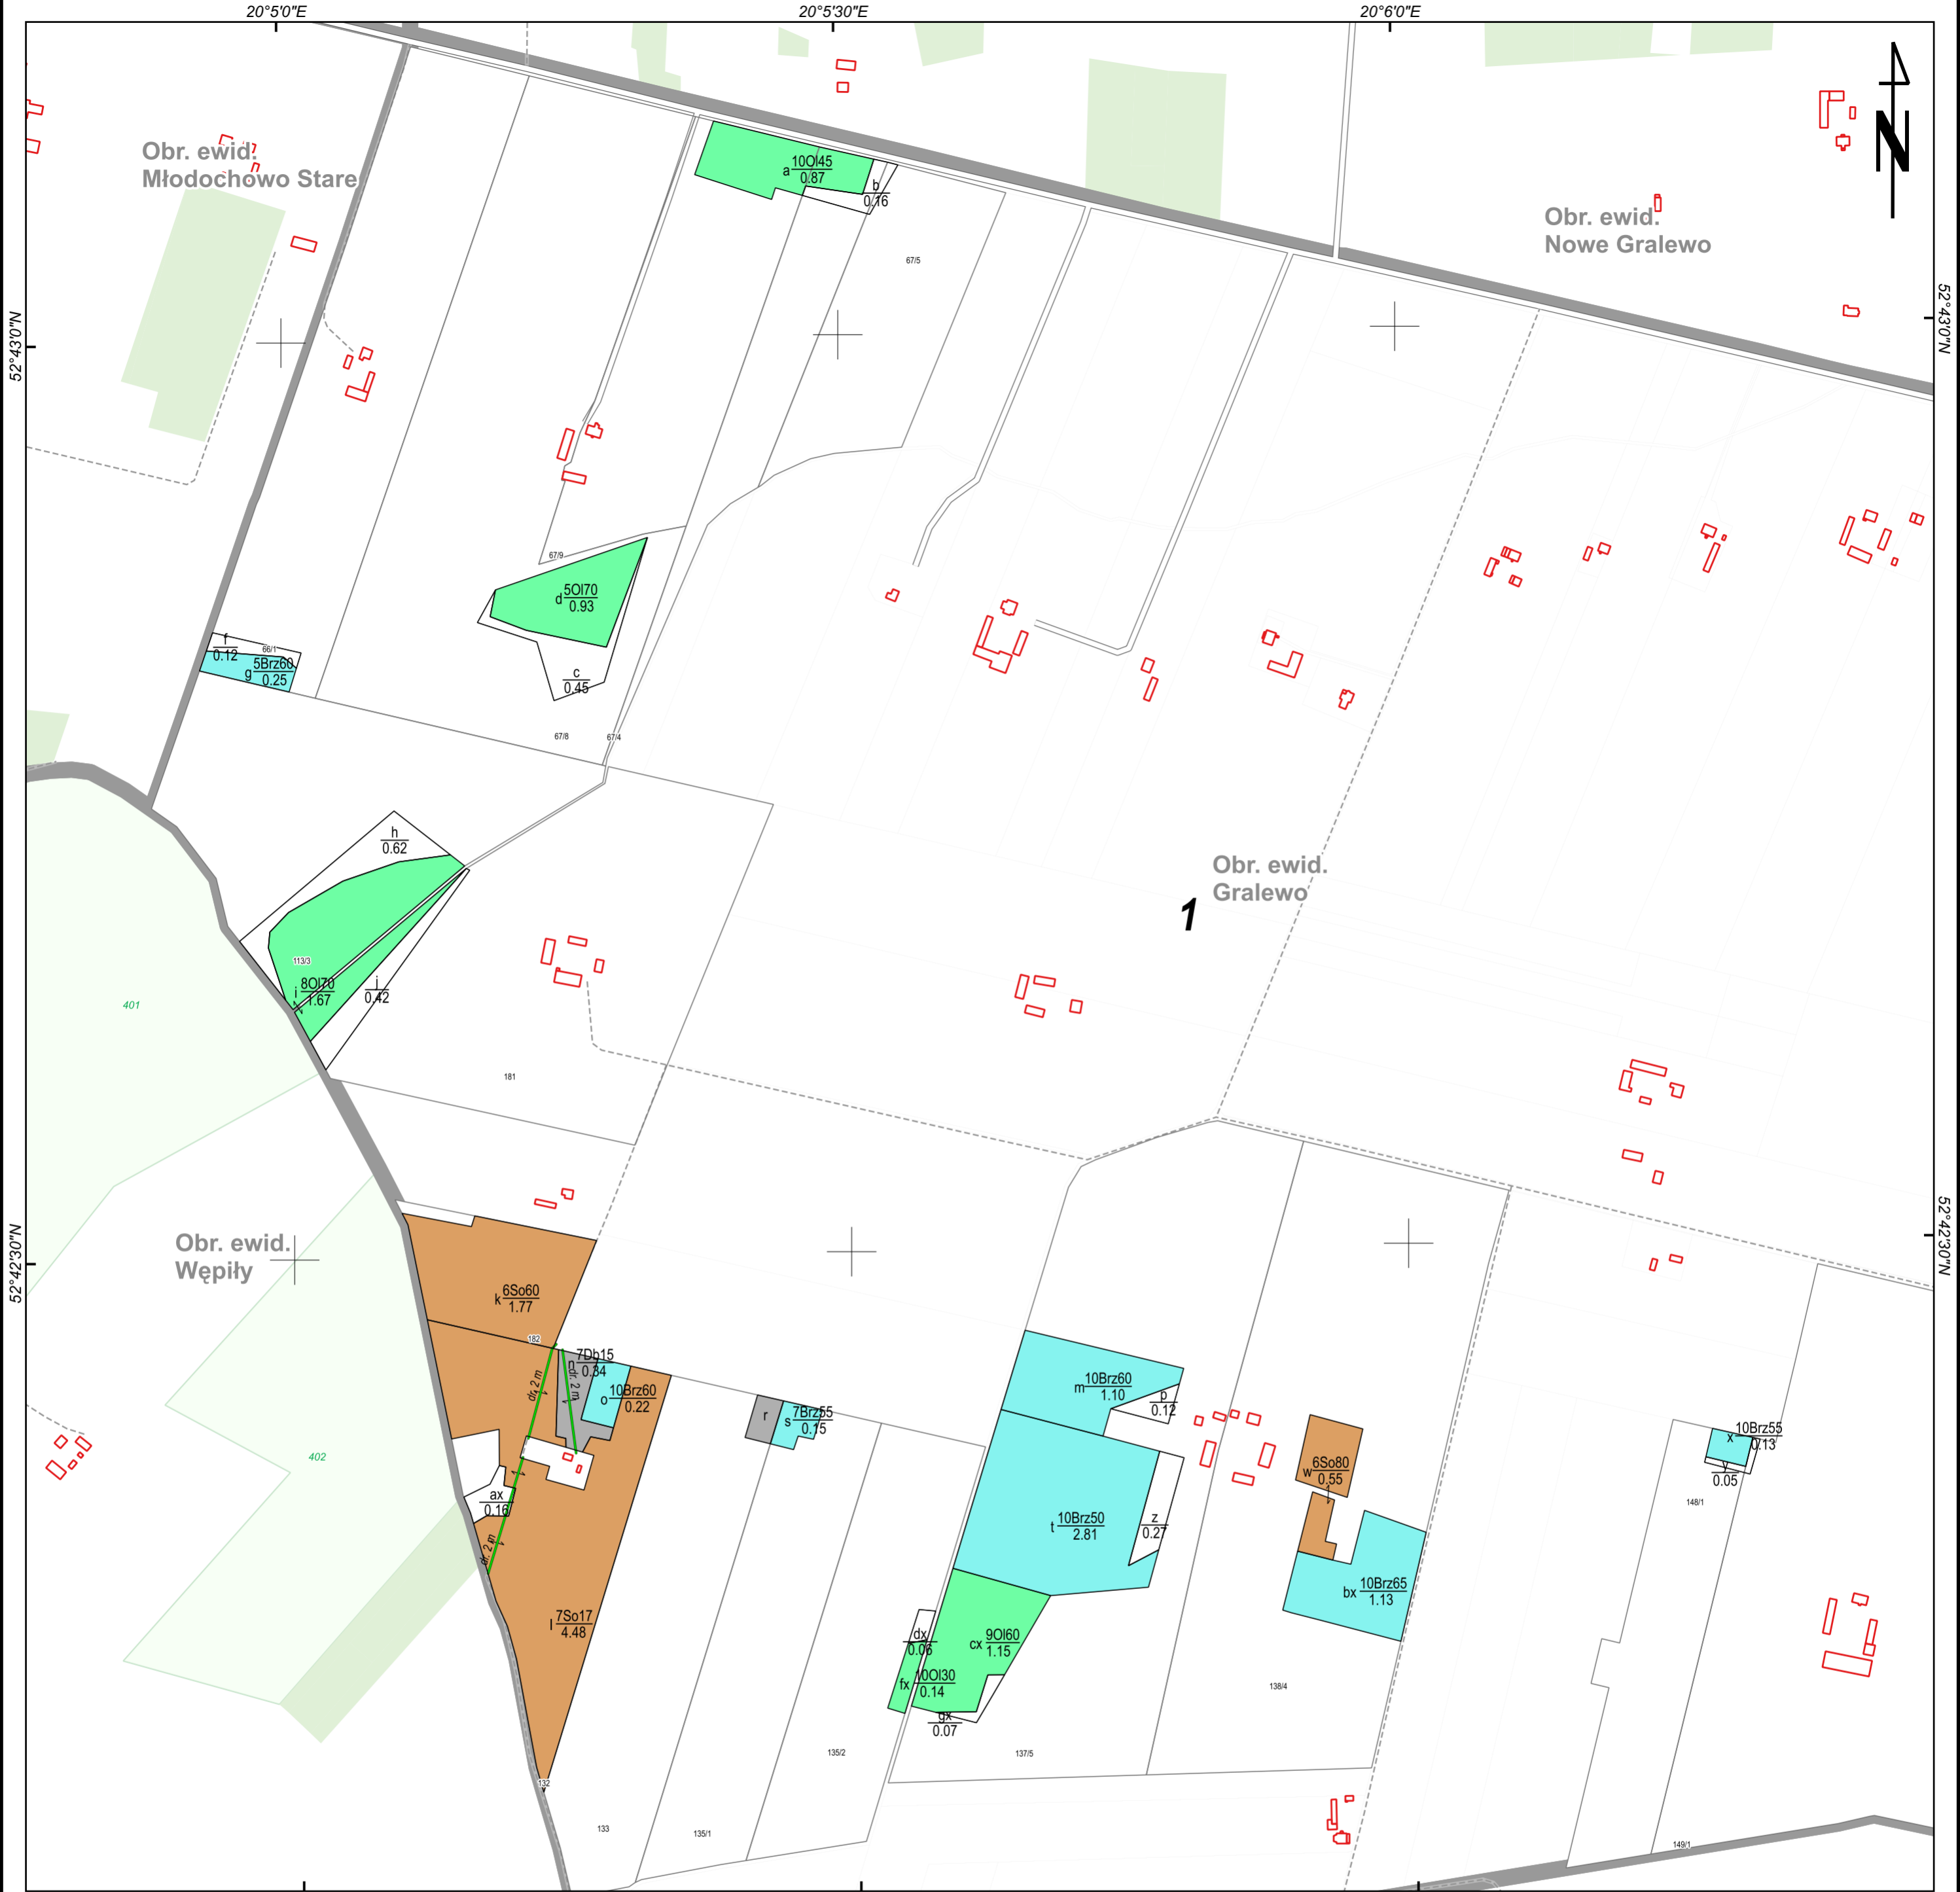 20°5'0"E
20°5'30"E
20°6'0"E
N
52°43'0"N
52°43'0"N
Obr. ewid.
Młodochowo Stare
Obr. ewid.
Nowe Gralewo
a 10Ol45
0.87
b
0.16
67/5
67/9
d 5Ol70
0.93
c
0.45
f
0.12
66/1
g 5Brz60
0.25
67/8
67/4
h
0.62
Obr. ewid.
Gralewo
1
113/3
i 8Ol70
1.67
j
0.42
401
181
Obr. ewid.
Wępiły
52°42'30"N
52°42'30"N
k 6So60
1.77
182
n 7Db15
0.34
dr. 2 m
dr. 2 m
o 10Brz60
0.22
m 10Brz60
1.10
p
0.12
r
s 7Brz55
0.15
x 10Brz55
0.13
y
0.05
402
w 6So80
0.55
ax
0.16
148/1
t 10Brz50
2.81
z
0.27
dr. 2 m
bx 10Brz65
1.13
l 7So17
4.48
dx
0.06
cx 9Ol60
1.15
fx 10Ol30
0.14
gx
0.07
138/4
135/2
137/5
132
133
135/1
149/1